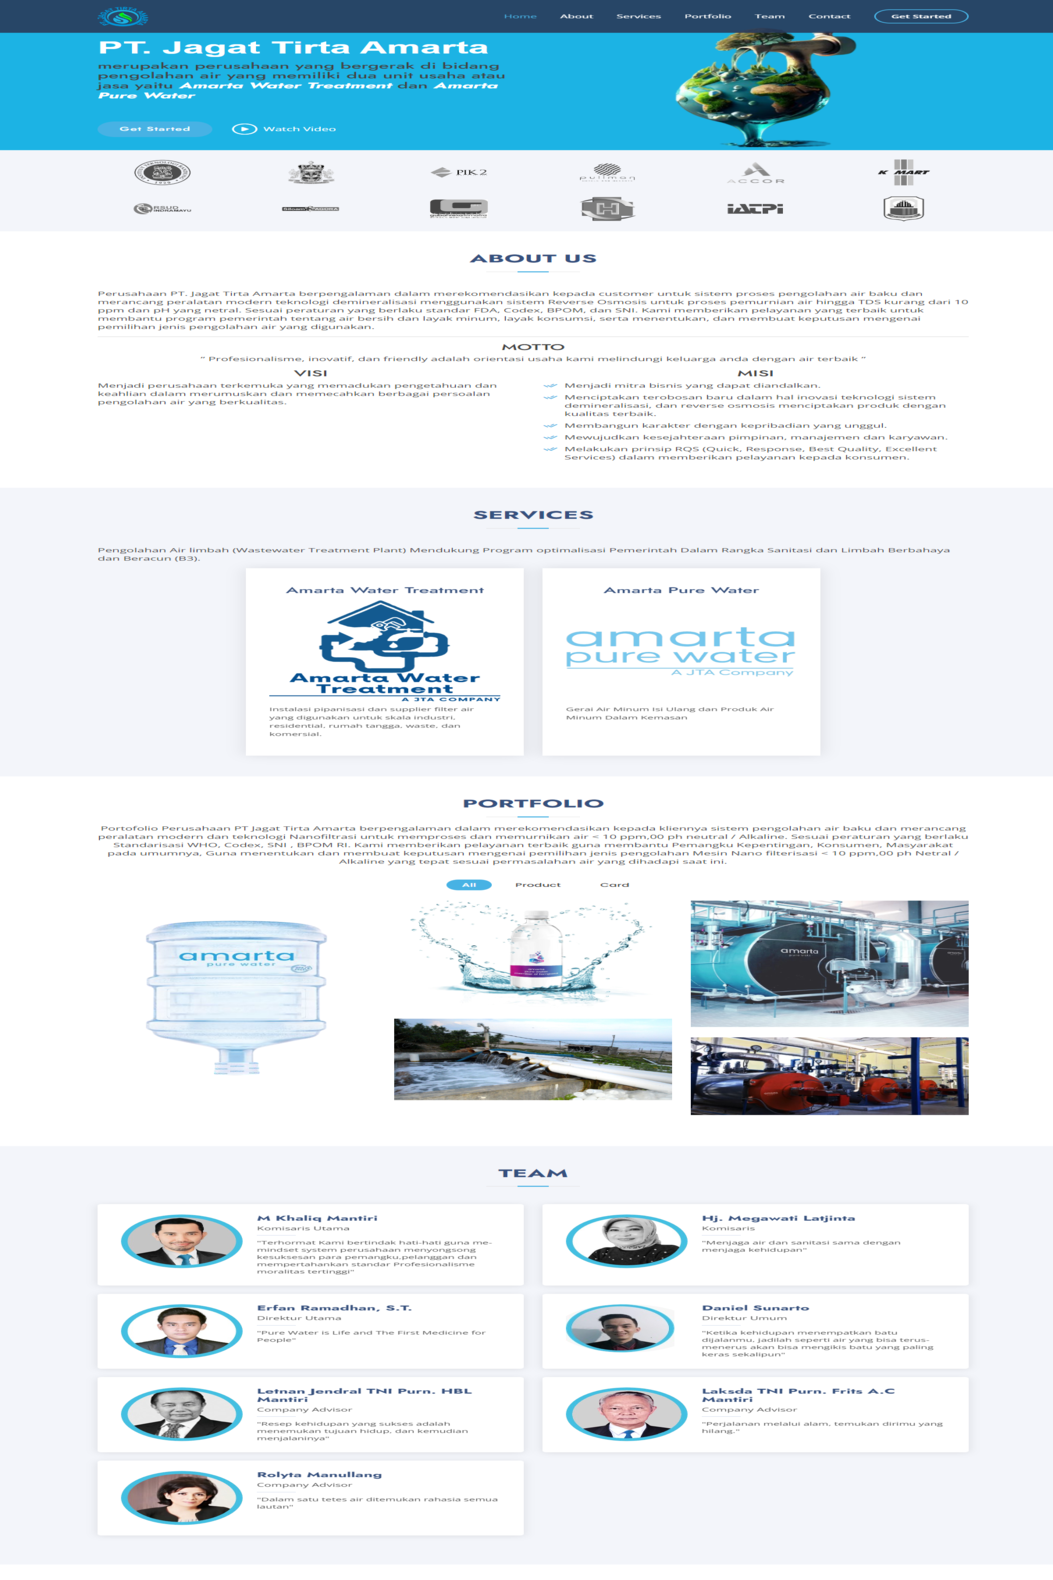 Home About Services Portfolio Team Contact Get Started
PT. Jagat Tirta Amarta
merupakan perusahaan yang bergerak di bidang
pengolahan air yang memiliki dua unit usaha atau
jasa yaitu Amarta Water Treatment dan Amarta
Pure Water
Get Started Watch Video
PIK 2
pullman
ACCOR
K MART
RSUD
INDRAMAYU
IATPI
ABOUT US
Perusahaan PT. Jagat Tirta Amarta berpengalaman dalam merekomendasikan kepada customer untuk sistem proses pengolahan air baku dan
merancang peralatan modern teknologi demineralisasi menggunakan sistem Reverse Osmosis untuk proses pemurnian air hingga TDS kurang dari 10
ppm dan pH yang netral. Sesuai peraturan yang berlaku standar FDA, Codex, BPOM, dan SNI. Kami memberikan pelayanan yang terbaik untuk
membantu program pemerintah tentang air bersih dan layak minum, layak konsumsi, serta menentukan, dan membuat keputusan mengenai
pemilihan jenis pengolahan air yang digunakan.
MOTTO
" Profesionalisme, inovatif, dan friendly adalah orientasi usaha kami melindungi keluarga anda dengan air terbaik "
VISI
Menjadi perusahaan terkemuka yang memadukan pengetahuan dan
keahlian dalam merumuskan dan memecahkan berbagai persoalan
pengolahan air yang berkualitas.
MISI
Menjadi mitra bisnis yang dapat diandalkan.
Menciptakan terobosan baru dalam hal inovasi teknologi sistem
demineralisasi, dan reverse osmosis menciptakan produk dengan
kualitas terbaik.
Membangun karakter dengan kepribadian yang unggul.
Mewujudkan kesejahteraan pimpinan, manajemen dan karyawan.
Melakukan prinsip RQS (Quick, Response, Best Quality, Excellent
Services) dalam memberikan pelayanan kepada konsumen.
SERVICES
Pengolahan Air limbah (Wastewater Treatment Plant) Mendukung Program optimalisasi Pemerintah Dalam Rangka Sanitasi dan Limbah Berbahaya
dan Beracun (B3).
Amarta Water Treatment
Amarta Water
Treatment
A JTA COMPANY
Instalasi pipanisasi dan supplier filter air
yang digunakan untuk skala industri,
residential, rumah tangga, waste, dan
komersial.
Amarta Pure Water
amarta
pure water
A JTA Company
Gerai Air Minum Isi Ulang dan Produk Air
Minum Dalam Kemasan
PORTFOLIO
Portofolio Perusahaan PT Jagat Tirta Amarta berpengalaman dalam merekomendasikan kepada kliennya sistem pengolahan air baku dan merancang
peralatan modern dan teknologi Nanofiltrasi untuk memproses dan memurnikan air < 10 ppm,00 ph neutral / Alkaline. Sesuai peraturan yang berlaku
Standarisasi WHO, Codex, SNI , BPOM RI. Kami memberikan pelayanan terbaik guna membantu Pemangku Kepentingan, Konsumen, Masyarakat
pada umumnya, Guna menentukan dan membuat keputusan mengenai pemilihan jenis pengolahan Mesin Nano filterisasi < 10 ppm,00 ph Netral /
Alkaline yang tepat sesuai permasalahan air yang dihadapi saat ini.
All Product Card
amarta
pure water
amarta
TEAM
M Khaliq Mantiri
Komisaris Utama
"Terhormat Kami bertindak hati-hati guna me-
mindset system perusahaan menyongsong
kesuksesan para pemangku,pelanggan dan
mempertahankan standar Profesionalisme
moralitas tertinggi"
Hj. Megawati Latjinta
Komisaris
"Menjaga air dan sanitasi sama dengan
menjaga kehidupan"
Erfan Ramadhan, S.T.
Direktur Utama
"Pure Water is Life and The First Medicine for
People"
Daniel Sunarto
Direktur Umum
"Ketika kehidupan menempatkan batu
dijalanmu, jadilah seperti air yang bisa terus-
menerus akan bisa mengikis batu yang paling
keras sekalipun"
Letnan Jendral TNI Purn. HBL
Mantiri
Company Advisor
"Resep kehidupan yang sukses adalah
menemukan tujuan hidup, dan kemudian
menjalaninya"
Laksda TNI Purn. Frits A.C
Mantiri
Company Advisor
"Perjalanan melalui alam, temukan dirimu yang
hilang."
Rolyta Manullang
Company Advisor
"Dalam satu tetes air ditemukan rahasia semua
lautan"